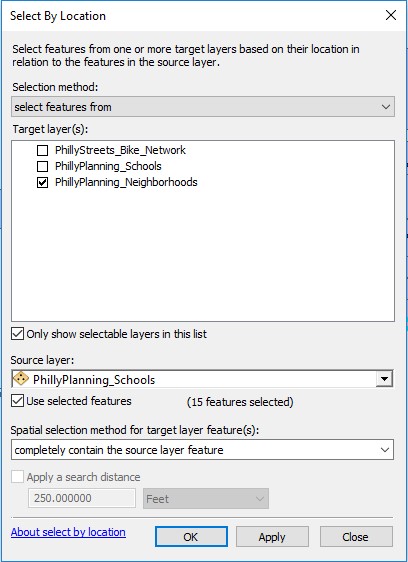 Select By Location
Select features from one or more target layers based on their location in
relation to the features in the source layer.
Selection method:
select features from
Target layer(s):
PhillyStreets_Bike_Network
PhillyPlanning_Schools
PhillyPlanning_Neighborhoods
Only show selectable layers in this list
Source layer:
PhillyPlanning_Schools
Use selected features (15 features selected)
Spatial selection method for target layer feature(s):
completely contain the source layer feature
Apply a search distance
250.000000 Feet
About select by location OK Apply Close